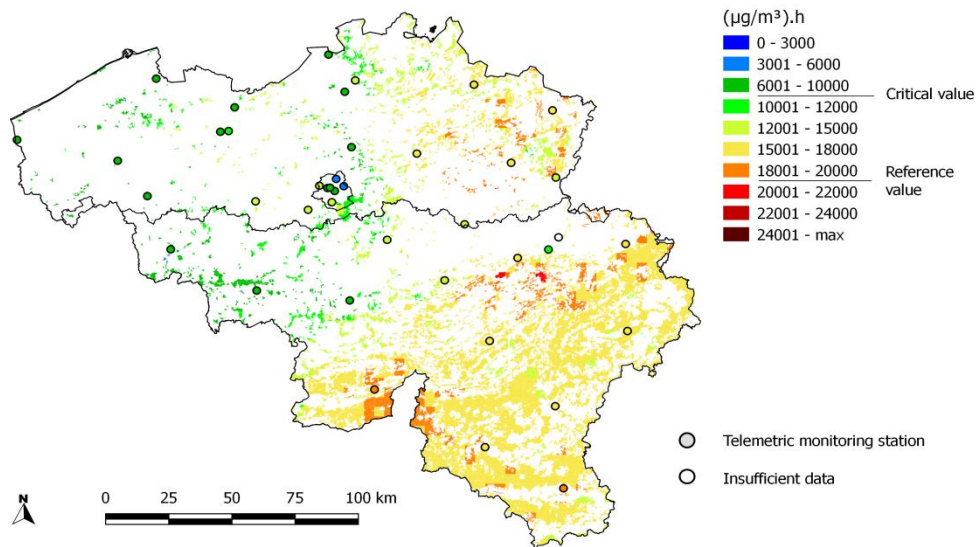 (µg/m³).h
0 - 3000
3001 - 6000
6001 - 10000
Critical value
10001 - 12000
12001 - 15000
15001 - 18000
18001 - 20000
Reference
value
20001 - 22000
22001 - 24000
24001 - max
Telemetric monitoring station
Insufficient data
N
0 25 50 75 100 km